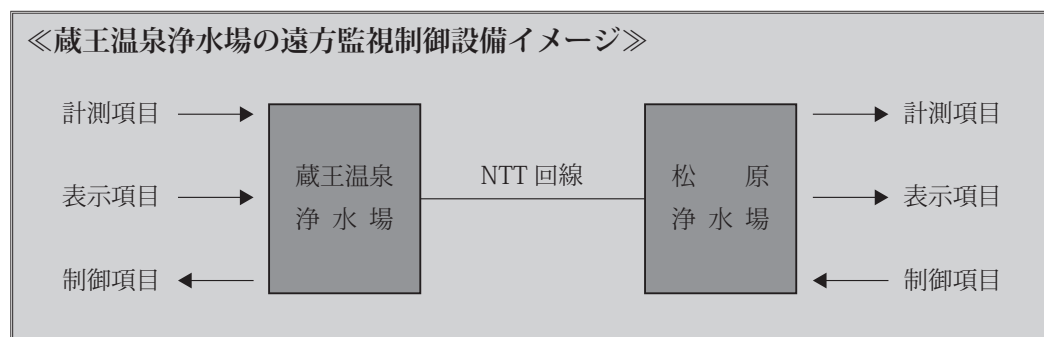 ≪蔵王温泉浄水場の遠方監視制御設備イメージ≫
計測項目
表示項目
制御項目
蔵王温泉
浄水場
NTT 回線
松原
浄水場
計測項目
表示項目
制御項目